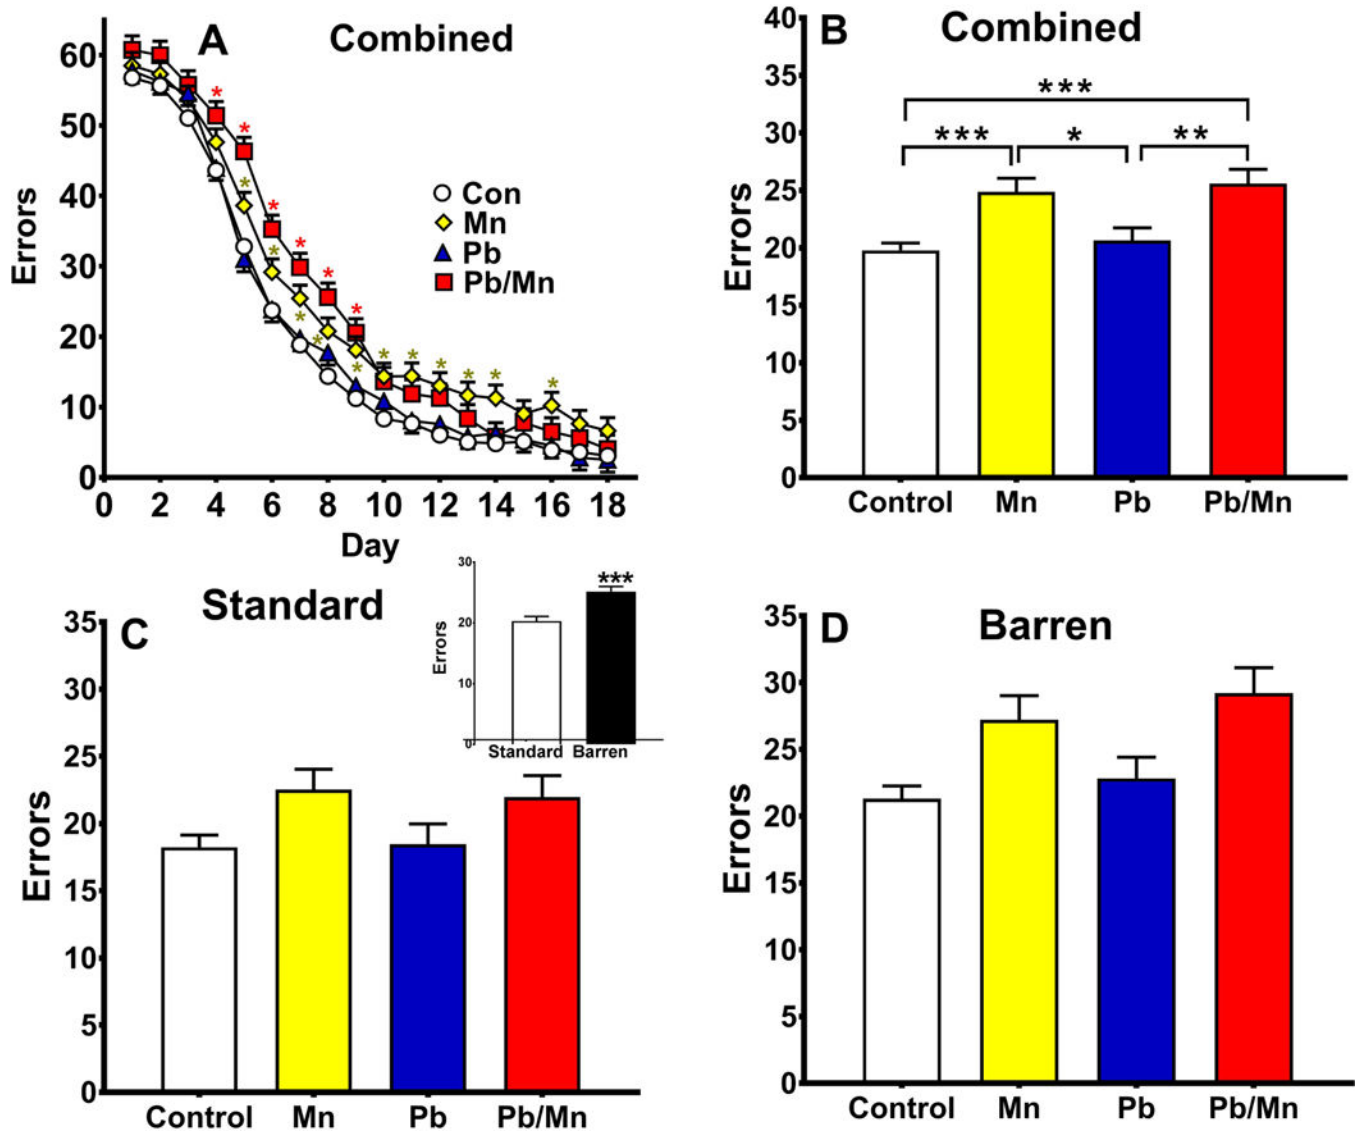 A Combined
Errors
60
50
40
30
20
10
0
* * * * * *
* * * * * * * * * * * *
Con
Mn
Pb
Pb/Mn
0 2 4 6 8 10 12 14 16 18
Day
B Combined
Errors
40
35
30
25
20
15
10
5
0
***
*** * **
Control Mn Pb Pb/Mn
C Standard
Errors
35
30
25
20
15
10
5
0
Control Mn Pb Pb/Mn
Errors
30
20
10
0
***
Standard Barren
D Barren
Errors
35
30
25
20
15
10
5
0
Control Mn Pb Pb/Mn